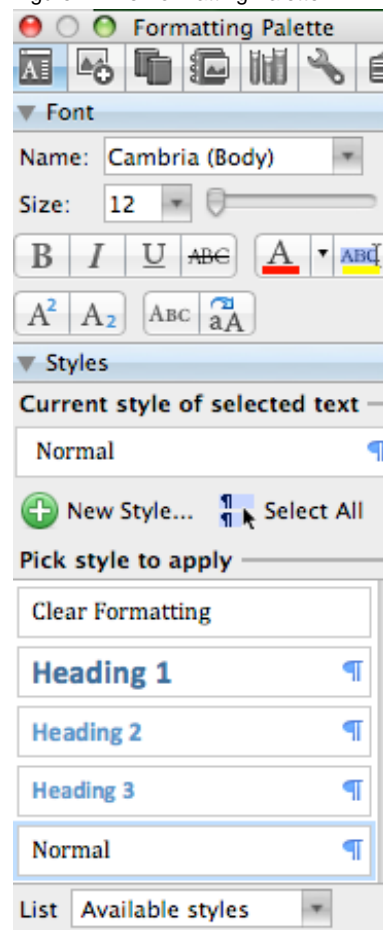 Formatting Palette
Font
Name: Cambria (Body)
Size: 12
B I U ABC A ABC
A2 A2 ABC aA
Styles
Current style of selected text
Normal ¶
New Style... Select All
Pick style to apply
Clear Formatting
Heading 1 ¶
Heading 2 ¶
Heading 3 ¶
Normal ¶
List Available styles